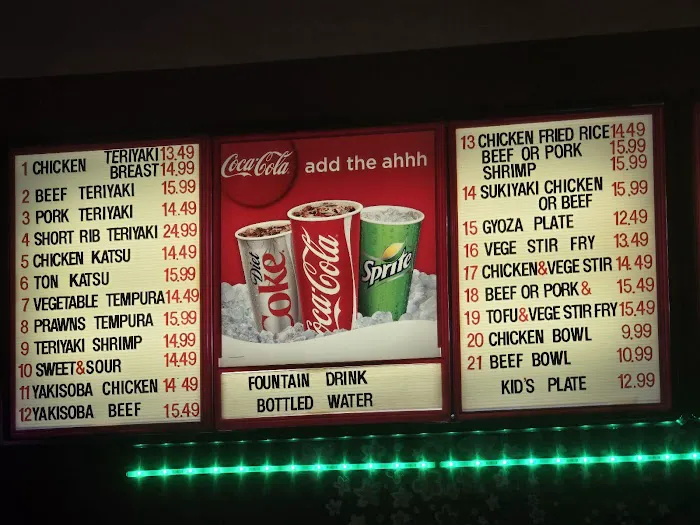 1 CHICKEN TERIYAKI 13.49
BREAST 14.99
2 BEEF TERIYAKI 15.99
3 PORK TERIYAKI 14.49
4 SHORT RIB TERIYAKI 24.99
5 CHICKEN KATSU 14.49
6 TON KATSU 15.99
7 VEGETABLE TEMPURA 14.49
8 PRAWNS TEMPURA 15.99
9 TERIYAKI SHRIMP 14.99
10 SWEET&SOUR 14.49
11 YAKISOBA CHICKEN 14 49
12 YAKISOBA BEEF 15.49
Coca-Cola add the ahhh
Diet Coke
Coca-Cola
Sprite
FOUNTAIN DRINK
BOTTLED WATER
13 CHICKEN FRIED RICE 14.49
BEEF OR PORK 15.99
SHRIMP 15.99
14 SUKIYAKI CHICKEN 15.99
OR BEEF
15 GYOZA PLATE 12.49
16 VEGE STIR FRY 13.49
17 CHICKEN&VEGE STIR 14.49
18 BEEF OR PORK& 15.49
19 TOFU&VEGE STIR FRY 15.49
20 CHICKEN BOWL 9.99
21 BEEF BOWL 10.99
KID'S PLATE 12.99